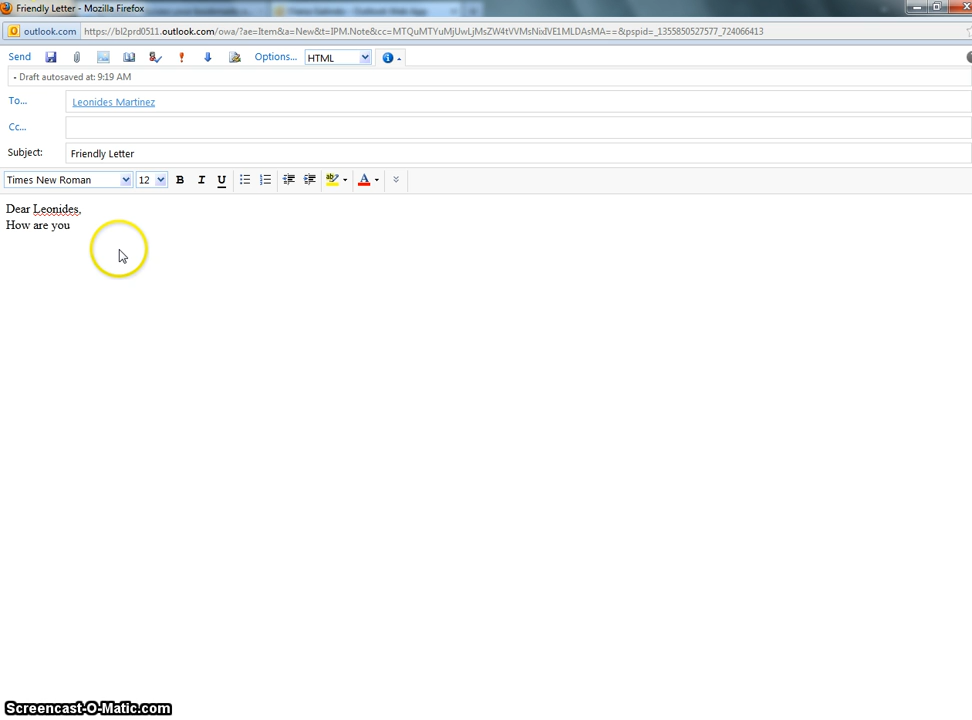 Friendly Letter - Mozilla Firefox
outlook.com https://bl2prd0511.outlook.com/owa/?ae=Item&a=New&t=IPM.Note&cc=MTQuMTYuMjUwLjMsZW4tVVMsNixIVE1MLDAsMA==&pspid=_1355850527577_724066413
Send Options... HTML
Draft autosaved at: 9:19 AM
To... Leonides Martinez
Cc...
Subject: Friendly Letter
Times New Roman 12 B I U ab A
Dear Leonides,
How are you
Screencast-O-Matic.com